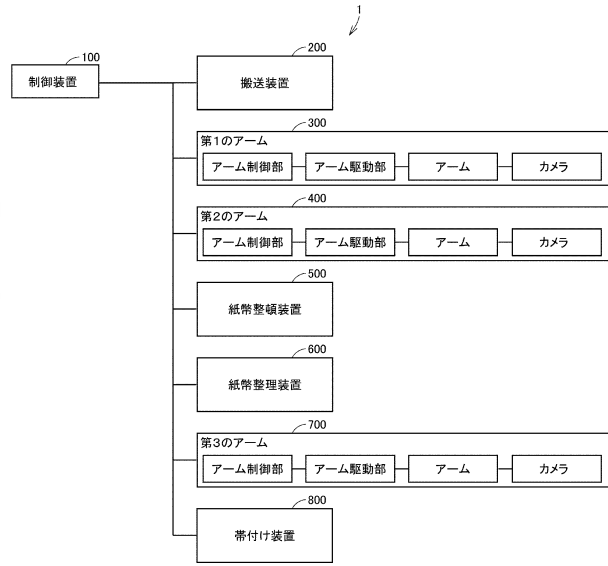 1
100
制御装置
200
搬送装置
300
第1のアーム
アーム制御部 アーム駆動部 アーム カメラ
400
第2のアーム
アーム制御部 アーム駆動部 アーム カメラ
500
紙幣整頓装置
600
紙幣整理装置
700
第3のアーム
アーム制御部 アーム駆動部 アーム カメラ
800
帯付け装置